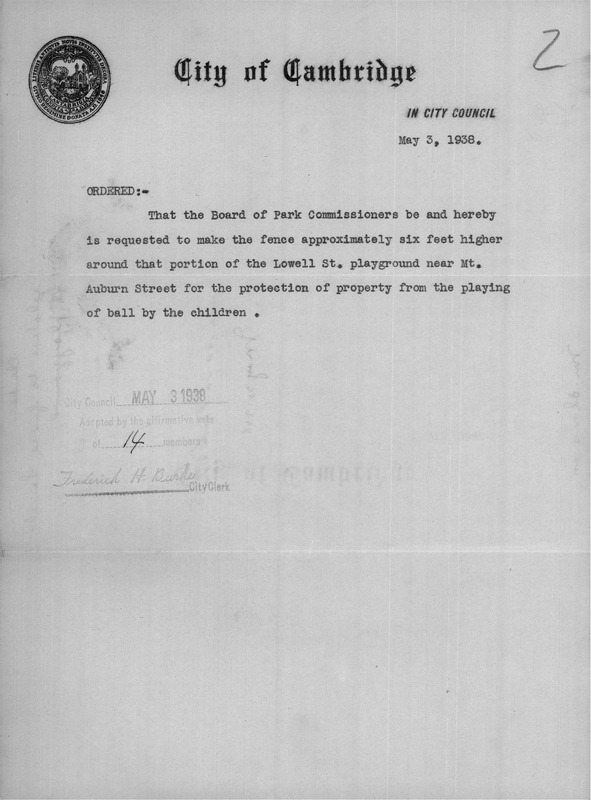 2
City of Cambridge
IN CITY COUNCIL
May 3, 1938.
ORDERED:-
That the Board of Park Commissioners be and hereby
is requested to make the fence approximately six feet higher
around that portion of the Lowell St. playground near Mt.
Auburn Street for the protection of property from the playing
of ball by the children .
City Council MAY 3 1938
Adopted by the affirmative vote
of 14 members
Frederick H. Burke
City Clerk